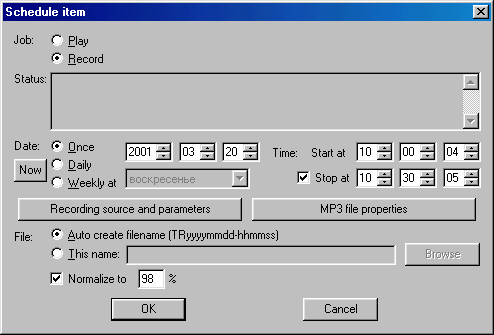 Schedule item
Job: Play
Record
Status:
Date: Once 2001 03 20 Time: Start at 10 00 04
Now Daily
Weekly at воскресенье Stop at 10 30 05
Recording source and parameters MP3 file properties
File: Auto create filename (TRyyyymmdd-hhmmss)
This name: Browse
Normalize to 98 %
OK Cancel